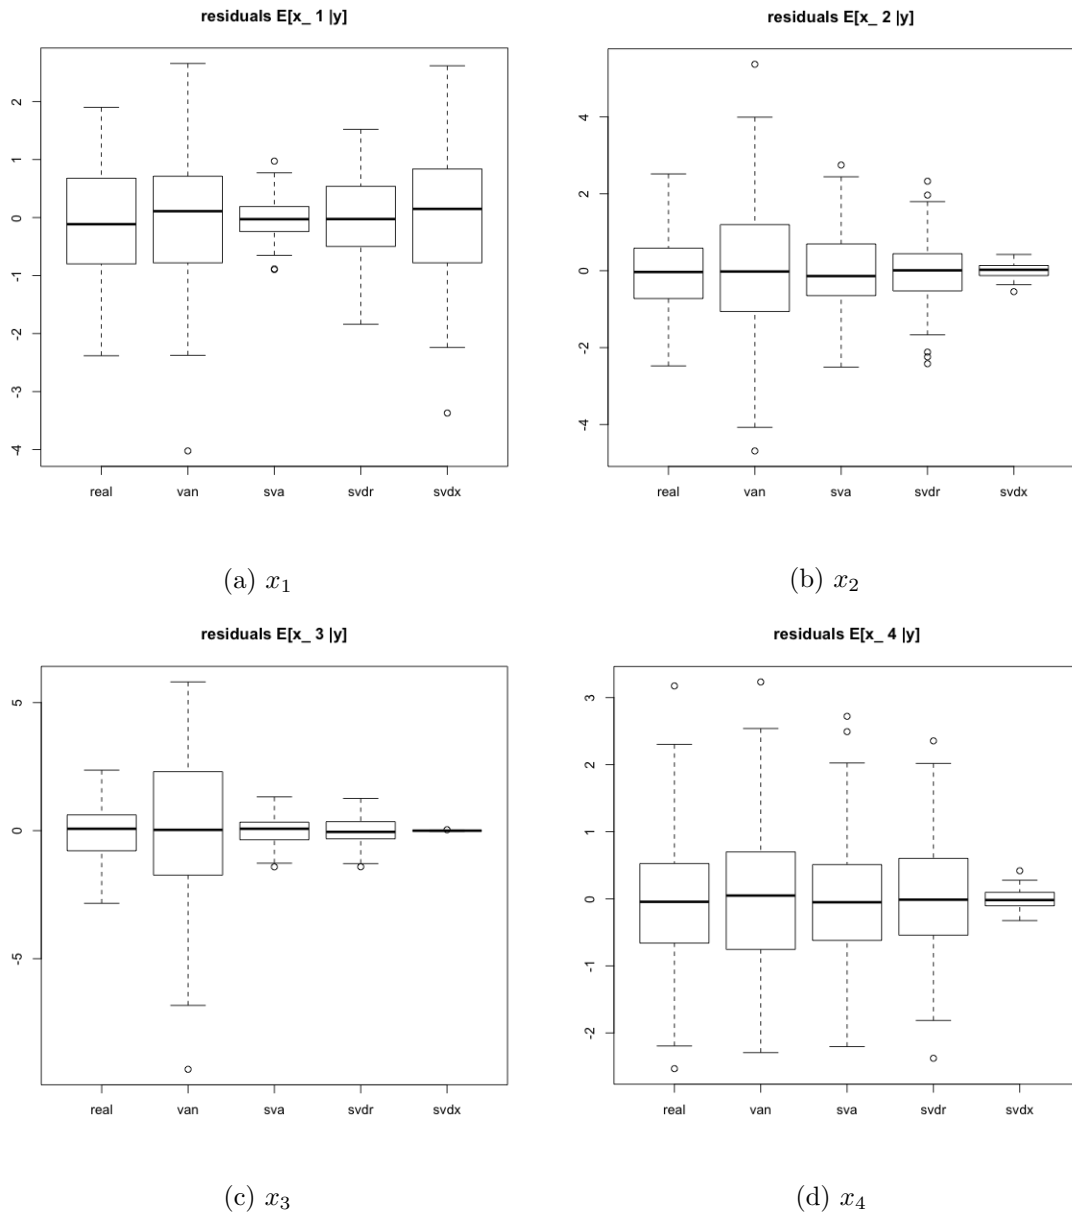 residuals E[x_ 1 |y]
2
1
0
-1
-2
-3
-4
real van sva svdr svdx
(a) x₁
residuals E[x_ 2 |y]
4
2
0
-2
-4
real van sva svdr svdx
(b) x₂
residuals E[x_ 3 |y]
5
0
-5
real van sva svdr svdx
(c) x₃
residuals E[x_ 4 |y]
3
2
1
0
-1
-2
real van sva svdr svdx
(d) x₄